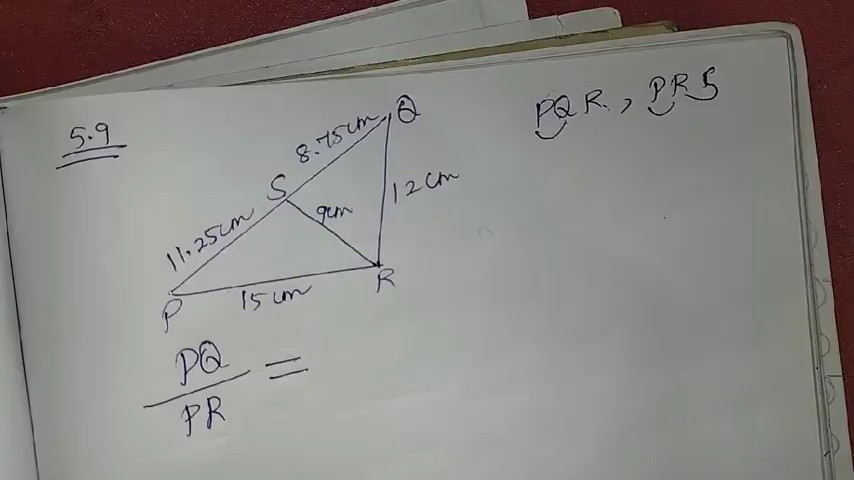 5.9
PQR, PRS
Q
8.75cm
S
11.25cm
9cm
12cm
15cm
P
R
PQ
PR
=